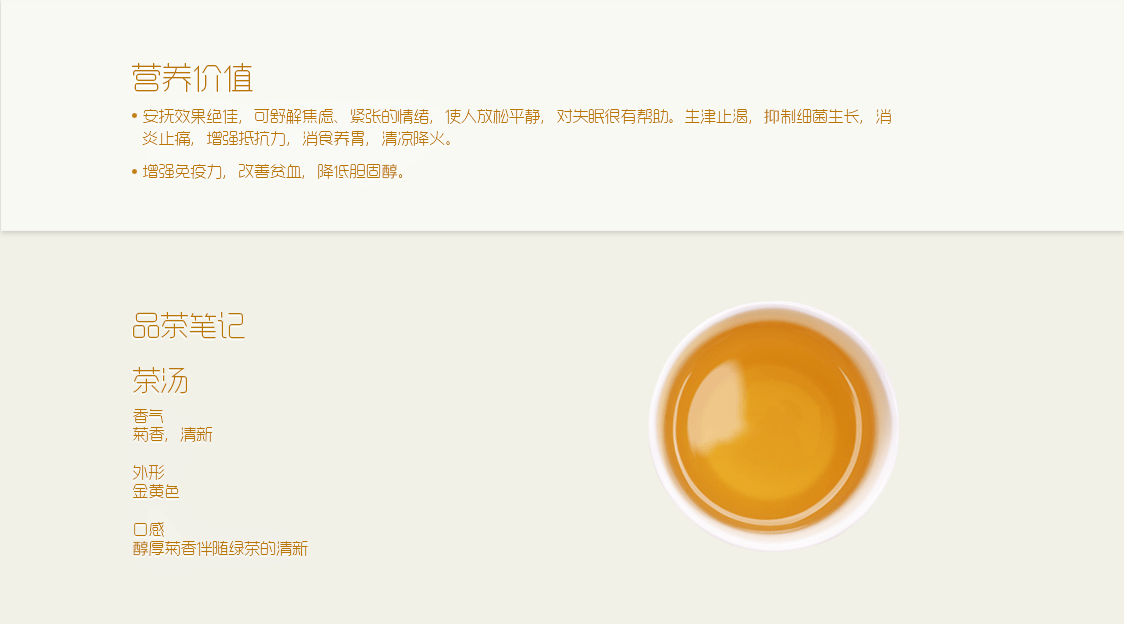 营养价值
• 安抚效果绝佳, 可舒解焦虑、紧张的情绪, 使人放松平静, 对失眠很有帮助。生津止渴, 抑制细菌生长, 消
炎止痛, 增强抵抗力, 消食养胃, 清凉降火。
• 增强免疫力, 改善贫血, 降低胆固醇。
品茶笔记
茶汤
香气
菊香, 清新
外形
金黄色
口感
醇厚菊香伴随绿茶的清新